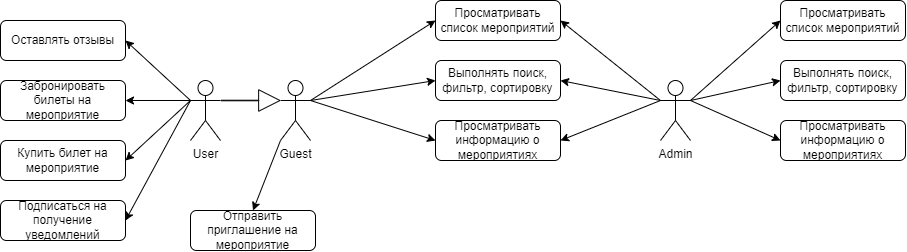 Оставлять отзывы
Забронировать
билеты на
мероприятие
Купить билет на
мероприятие
Подписаться на
получение
уведомлений
User
Guest
Отправить
приглашение на
мероприятие
Просматривать
список мероприятий
Выполнять поиск,
фильтр, сортировку
Просматривать
информацию о
мероприятиях
Admin
Просматривать
список мероприятий
Выполнять поиск,
фильтр, сортировку
Просматривать
информацию о
мероприятиях